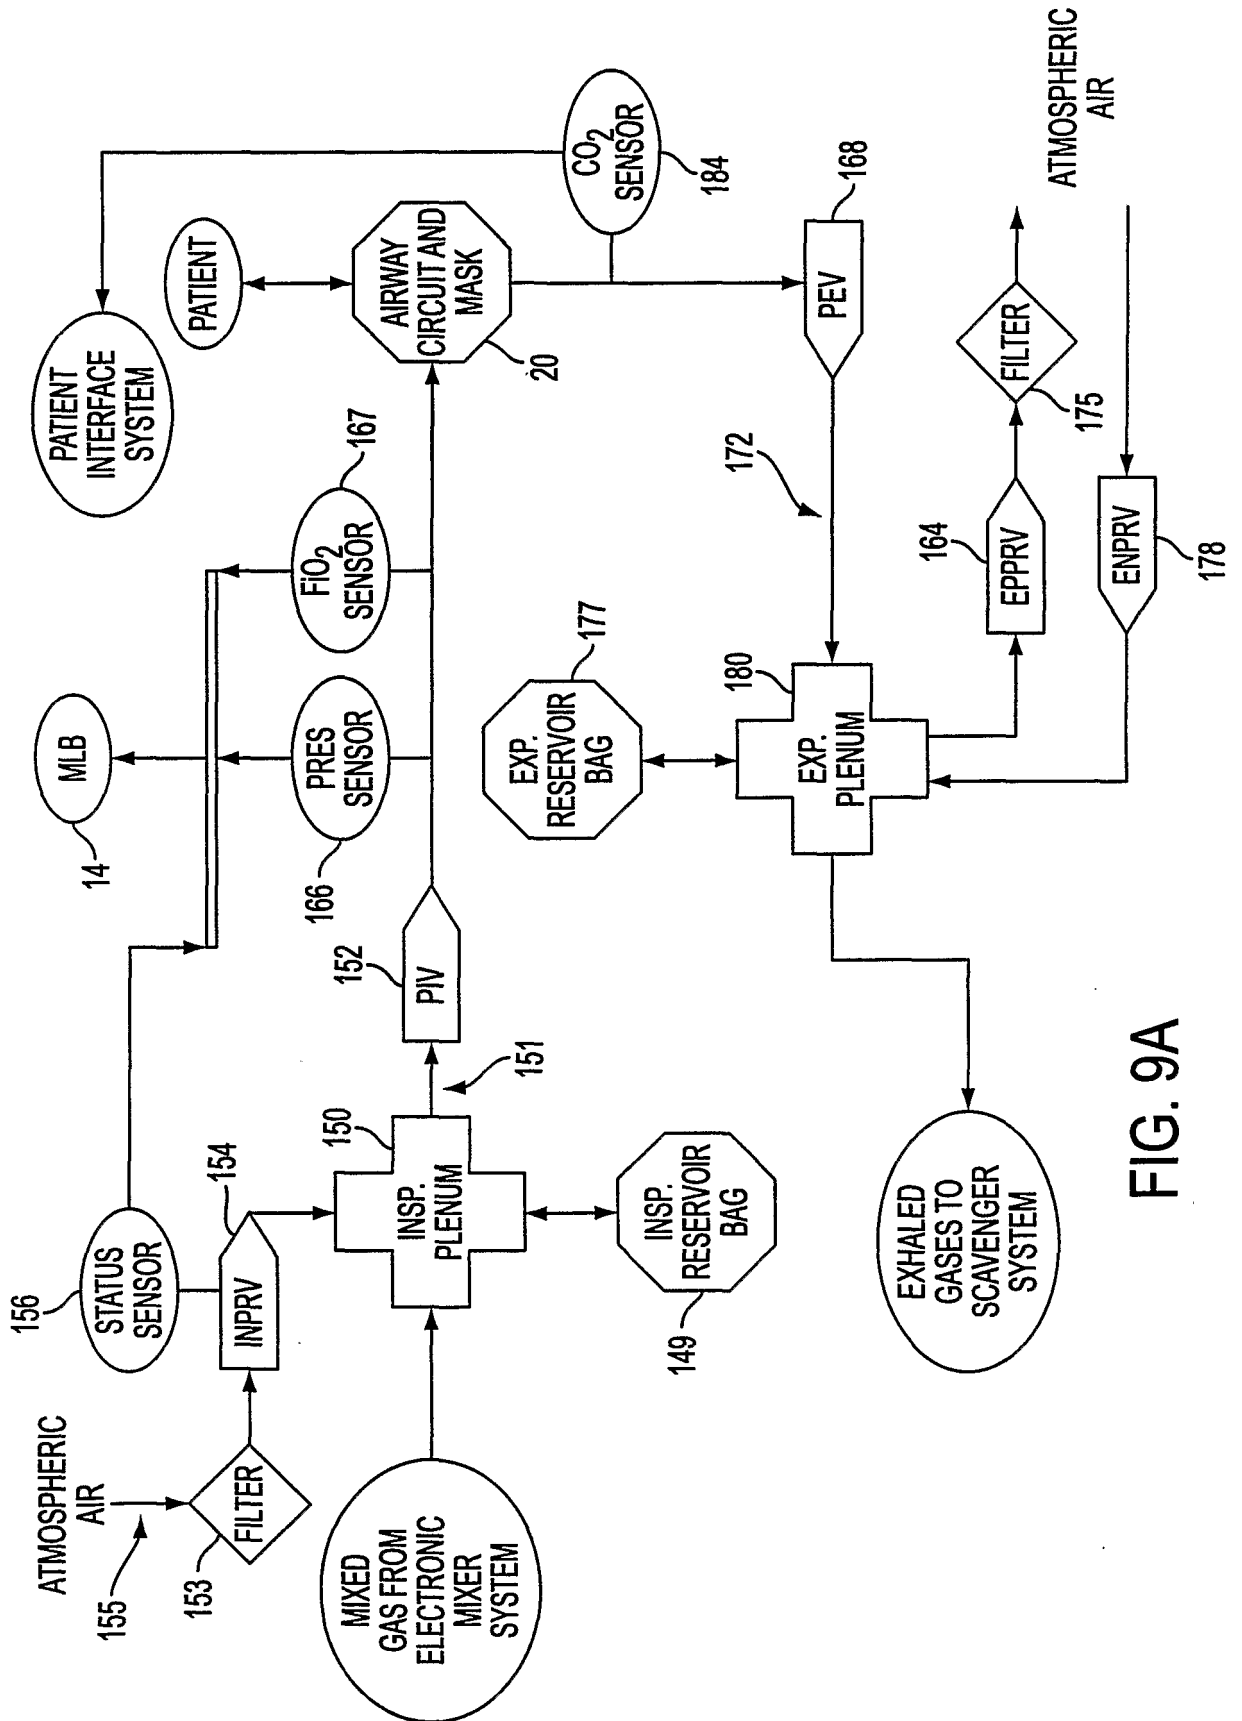 ATMOSPHERIC
AIR
155
153
FILTER
156
STATUS
SENSOR
INPRV
154
MIXED
GAS FROM
ELECTRONIC
MIXER
SYSTEM
150
INSP.
PLENUM
INSP.
RESERVOIR
BAG
149
151
152
PIV
14
MLB
166
PRES
SENSOR
FiO2
SENSOR
167
PATIENT
INTERFACE
SYSTEM
PATIENT
AIRWAY
CIRCUIT AND
MASK
20
CO2
SENSOR
184
PEV
168
172
EXP.
RESERVOIR
BAG
177
180
EXP.
PLENUM
EXHALED
GASES TO
SCAVENGER
SYSTEM
164
EPPRV
FILTER
175
ENPRV
178
ATMOSPHERIC
AIR
FIG. 9A